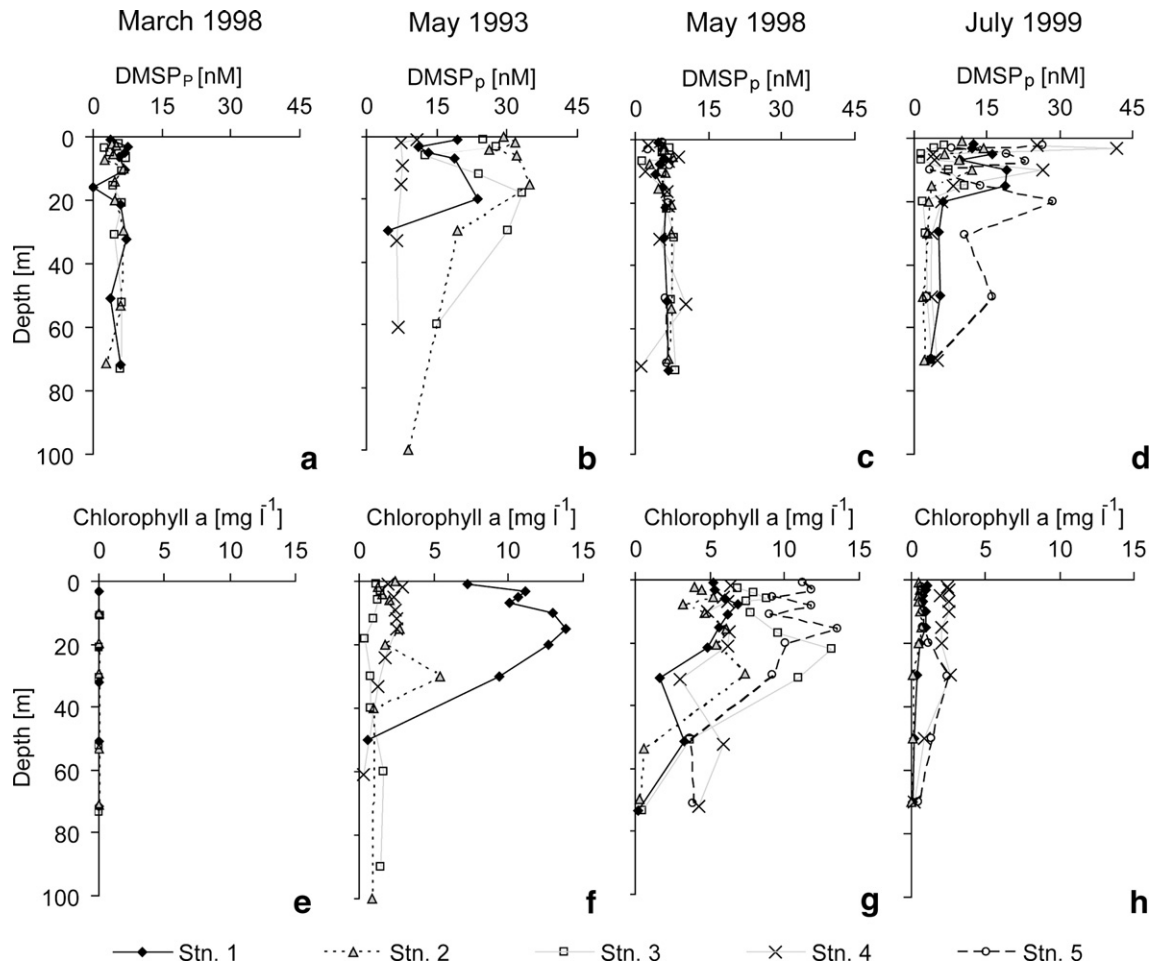 March 1998 May 1993 May 1998 July 1999
DMSPP [nM] DMSPp [nM] DMSPp [nM] DMSPp [nM]
0 15 30 45 0 15 30 45 0 15 30 45 0 15 30 45
0
20
40
60
80
100
Depth [m]
a b c d
Chlorophyll a [mg l-1] Chlorophyll a [mg l-1] Chlorophyll a [mg l-1] Chlorophyll a [mg l-1]
0 5 10 15 0 5 10 15 0 5 10 15 0 5 10 15
0
20
40
60
80
100
Depth [m]
e f g h
Stn. 1 Stn. 2 Stn. 3 Stn. 4 Stn. 5